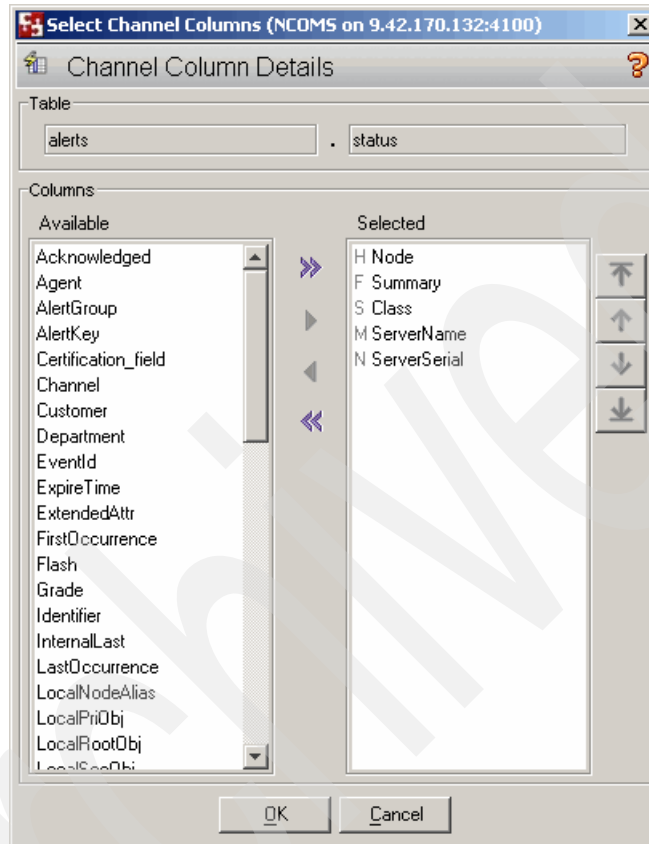 Select Channel Columns (NCOMS on 9.42.170.132:4100)
Channel Column Details
Table
alerts . status
Columns
Available
Acknowledged
Agent
AlertGroup
AlertKey
Certification_field
Channel
Customer
Department
EventId
ExpireTime
ExtendedAttr
FirstOccurrence
Flash
Grade
Identifier
InternalLast
LastOccurrence
LocalNodeAlias
LocalPriObj
LocalRootObj
LocalSecObj
Selected
H Node
F Summary
S Class
M ServerName
N ServerSerial
OK Cancel